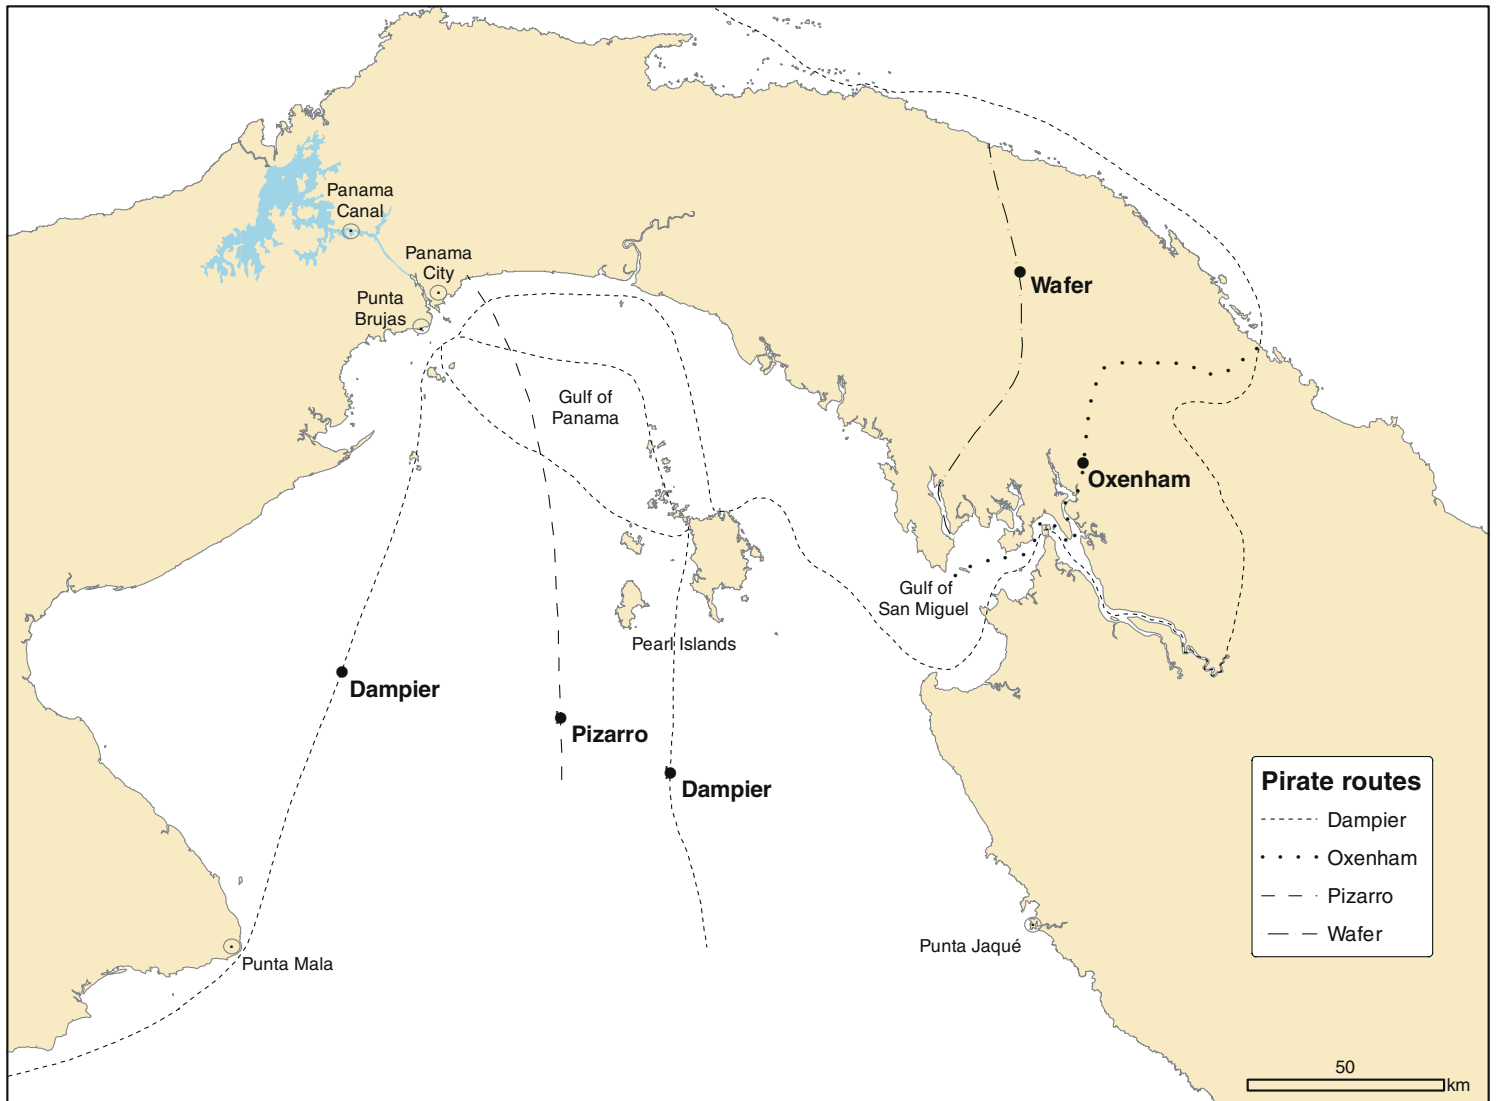 Panama
Canal
Panama
City
Punta
Brujas
Wafer
Gulf of
Panama
Oxenham
Gulf of
San Miguel
Pearl Islands
Dampier
Pizarro
Dampier
Punta Mala
Punta Jaqué
Pirate routes
Dampier
Oxenham
Pizarro
Wafer
50
km